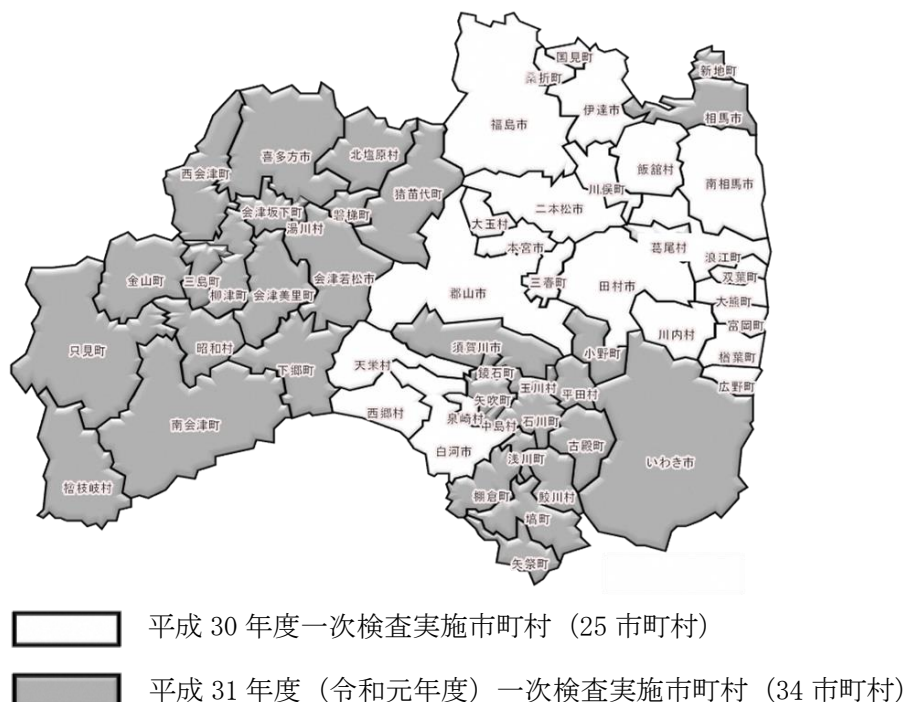 国見町
桑折町
新地町
伊達市
相馬市
福島市
喜多方市
北塩原村
飯舘村
西会津町
川俣町
南相馬市
猪苗代町
会津坂下町
磐梯町
二本松市
湯川村
大玉村
本宮市
葛尾村
浪江町
双葉町
金山町
三島町
会津若松市
三春町
田村市
柳津町
会津美里町
郡山市
大熊町
富岡町
川内村
只見町
昭和村
須賀川市
小野町
楢葉町
下郷町
天栄村
鏡石町
玉川村
平田村
広野町
矢吹町
西郷村
泉崎村
中島村
石川町
南会津町
古殿町
白河市
浅川町
いわき市
檜枝岐村
棚倉町
鮫川村
塙町
矢祭町
平成 30 年度一次検査実施市町村（25 市町村）
平成 31 年度（令和元年度）一次検査実施市町村（34 市町村）